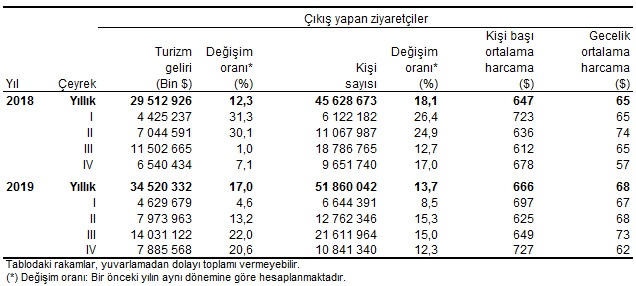 Çıkış yapan ziyaretçiler
Yıl Çeyrek Turizm geliri (Bin $) Değişim oranı* (%) Kişi sayısı Değişim oranı* (%) Kişi başı ortalama harcama ($) Gecelik ortalama harcama ($)
2018 Yıllık 29 512 926 12,3 45 628 673 18,1 647 65
I 4 425 237 31,3 6 122 182 26,4 723 65
II 7 044 591 30,1 11 067 987 24,9 636 74
III 11 502 665 1,0 18 786 765 12,7 612 65
IV 6 540 434 7,1 9 651 740 17,0 678 57
2019 Yıllık 34 520 332 17,0 51 860 042 13,7 666 68
I 4 629 679 4,6 6 644 391 8,5 697 67
II 7 973 963 13,2 12 762 346 15,3 625 68
III 14 031 122 22,0 21 611 964 15,0 649 73
IV 7 885 568 20,6 10 841 340 12,3 727 62
Tablodaki rakamlar, yuvarlamadan dolayı toplamı vermeyebilir.
(*) Değişim oranı: Bir önceki yılın aynı dönemine göre hesaplanmaktadır.